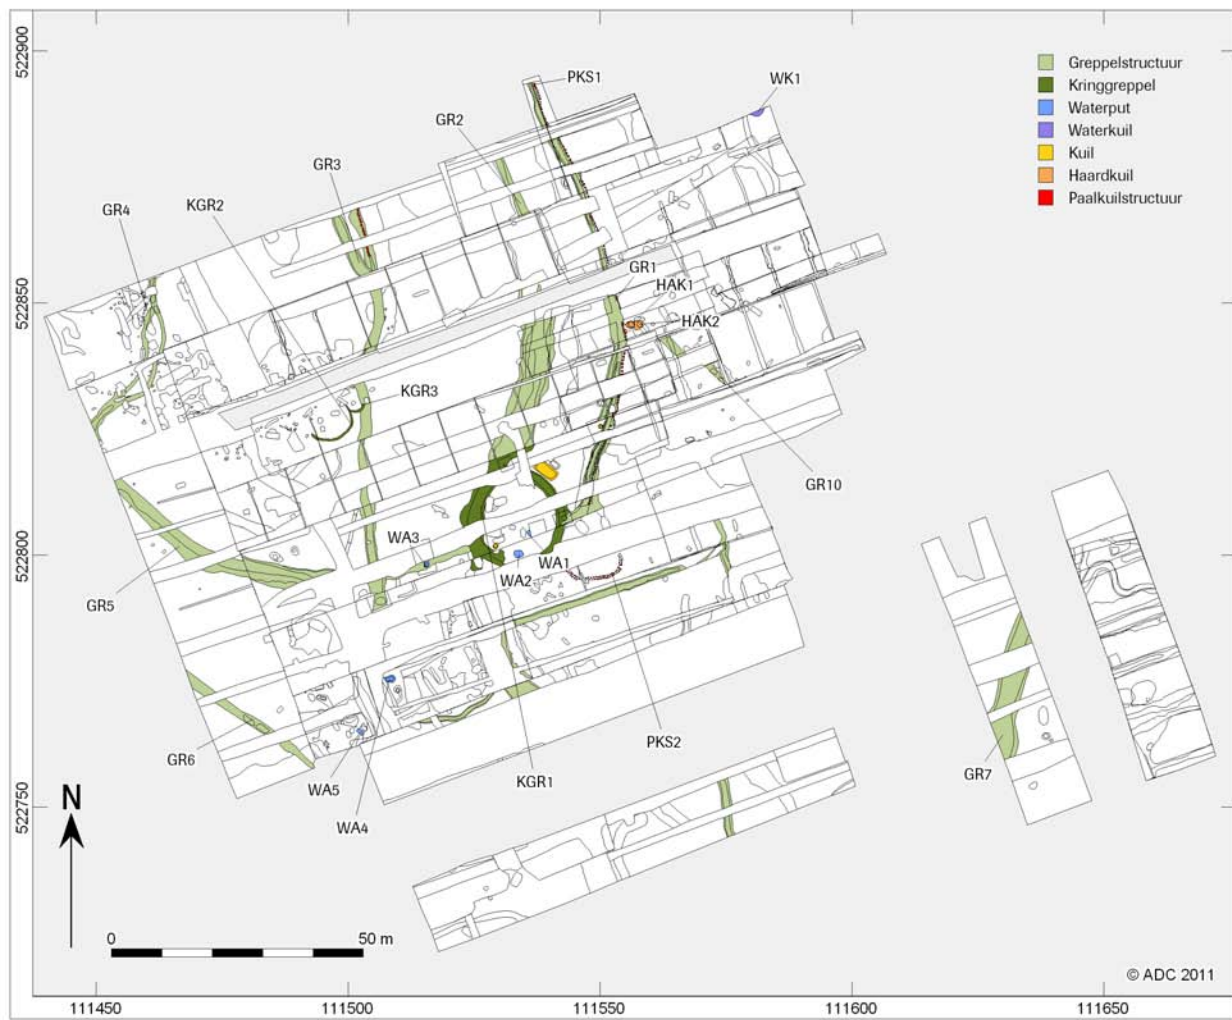 522900
522850
522800
522750
PKS1
WK1
GR2
GR3
KGR2
GR4
GR1
HAK1
HAK2
KGR3
GR10
WA3
WA1
WA2
GR5
GR6
WA5
WA4
KGR1
PKS2
GR7
Greppelstructuur
Kringgreppel
Waterput
Waterkuil
Kuil
Haardkuil
Paalkuilstructuur
N
0 50 m
© ADC 2011
111450 111500 111550 111600 111650